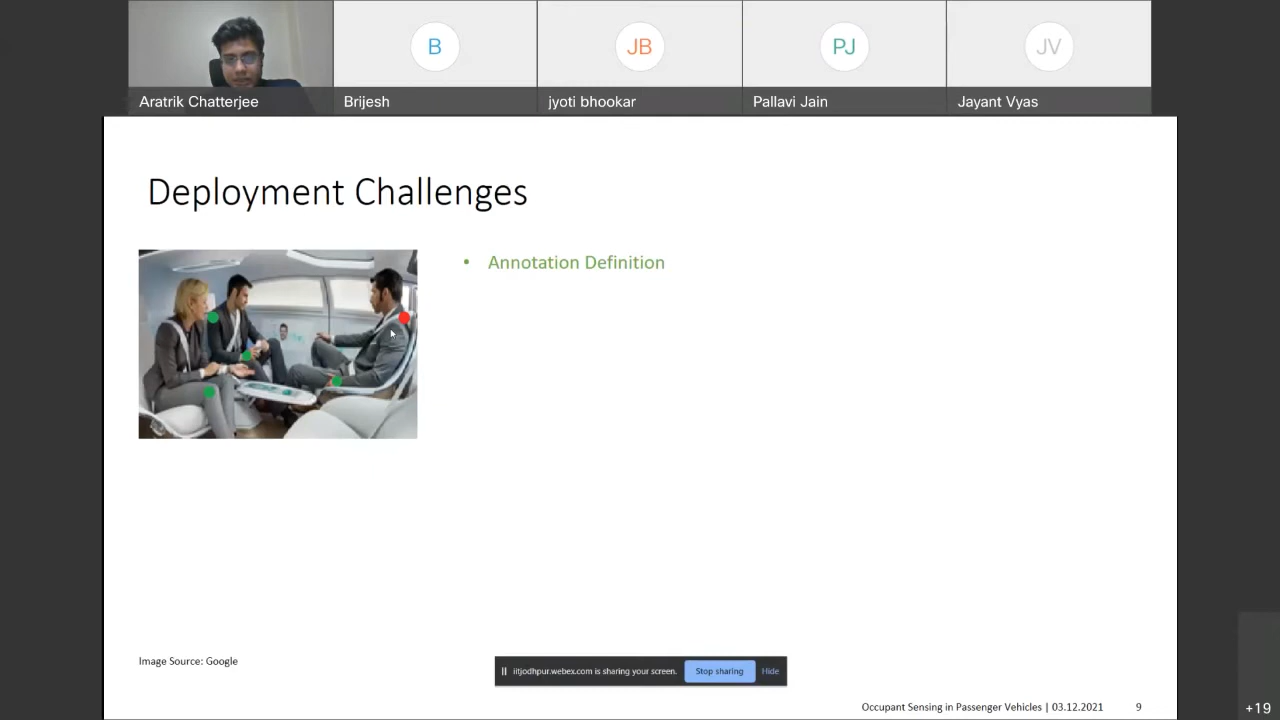 B
JB
PJ
JV
Aratrik Chatterjee
Brijesh
jyoti bhookar
Pallavi Jain
Jayant Vyas
Deployment Challenges
• Annotation Definition
Image Source: Google
iitjodhpur.webex.com is sharing your screen.
Stop sharing
Hide
Occupant Sensing in Passenger Vehicles | 03.12.2021
9
+19